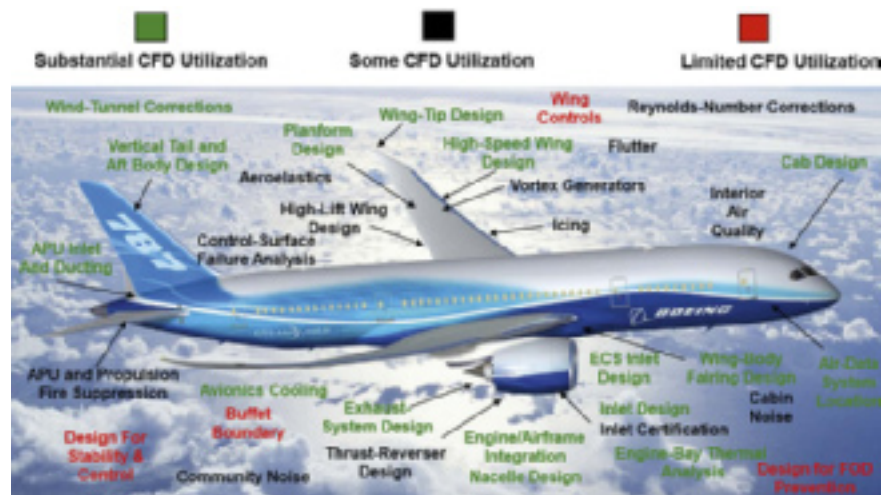 Substantial CFD Utilization
Some CFD Utilization
Limited CFD Utilization
Wind-Tunnel Corrections
Wing-Tip Design
Wing
Controls
Reynolds-Number Corrections
Vertical Tail and
Aft Body Design
Planform
Design
High-Speed Wing
Design
Flutter
Cab Design
Aeroelastics
Vortex Generators
High-Lift Wing
Design
Icing
Interior
Air
Quality
APU Inlet
And Ducting
Control-Surface
Failure Analysis
787
BOEING
APU and Propulsion
Fire Suppression
Avionics Cooling
Buffet
Boundary
Exhaust-
System Design
ECS Inlet
Design
Wing-Body
Fairing Design
Air-Data
System
Location
Cabin
Noise
Inlet Design
Inlet Certification
Design For
Stability &
Control
Community Noise
Thrust-Reverser
Design
Engine/Airframe
Integration
Nacelle Design
Engine-Bay Thermal
Analysis
Design for FOD
Prevention